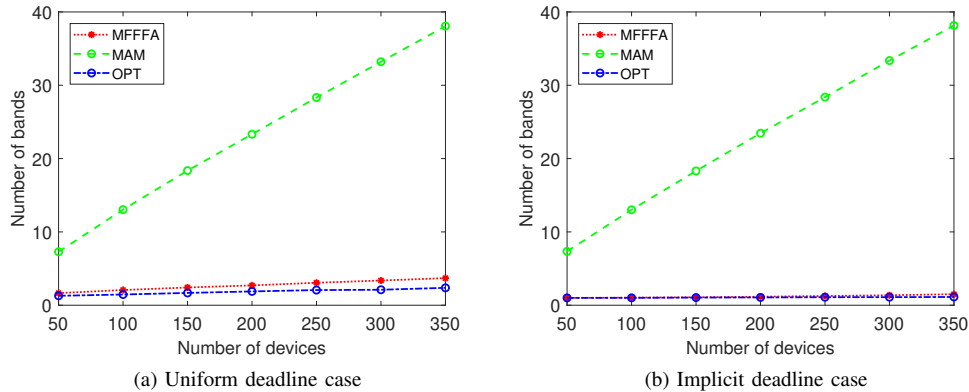 MFFFA
MAM
OPT
Number of bands
40
30
20
10
0
50 100 150 200 250 300 350
Number of devices
(a) Uniform deadline case
MFFFA
MAM
OPT
Number of bands
40
30
20
10
0
50 100 150 200 250 300 350
Number of devices
(b) Implicit deadline case